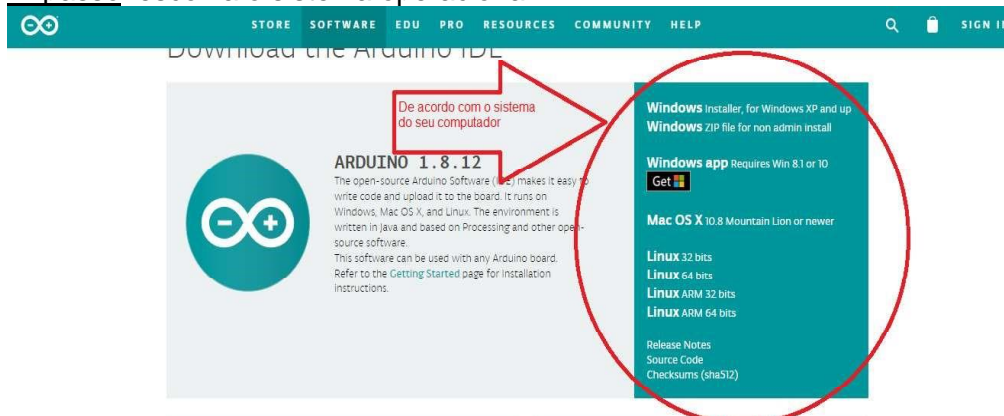 STORE SOFTWARE EDU PRO RESOURCES COMMUNITY HELP SIGN IN
Download the Arduino IDE
De acordo com o sistema
do seu computador
ARDUINO 1.8.12
The open-source Arduino Software (IDE) makes it easy to
write code and upload it to the board. It runs on
Windows, Mac OS X, and Linux. The environment is
written in Java and based on Processing and other open-
source software.
This software can be used with any Arduino board.
Refer to the Getting Started page for Installation
instructions.
Windows Installer, for Windows XP and up
Windows ZIP file for non admin install
Windows app Requires Win 8.1 or 10
Get
Mac OS X 10.8 Mountain Lion or newer
Linux 32 bits
Linux 64 bits
Linux ARM 32 bits
Linux ARM 64 bits
Release Notes
Source Code
Checksums (sha512)